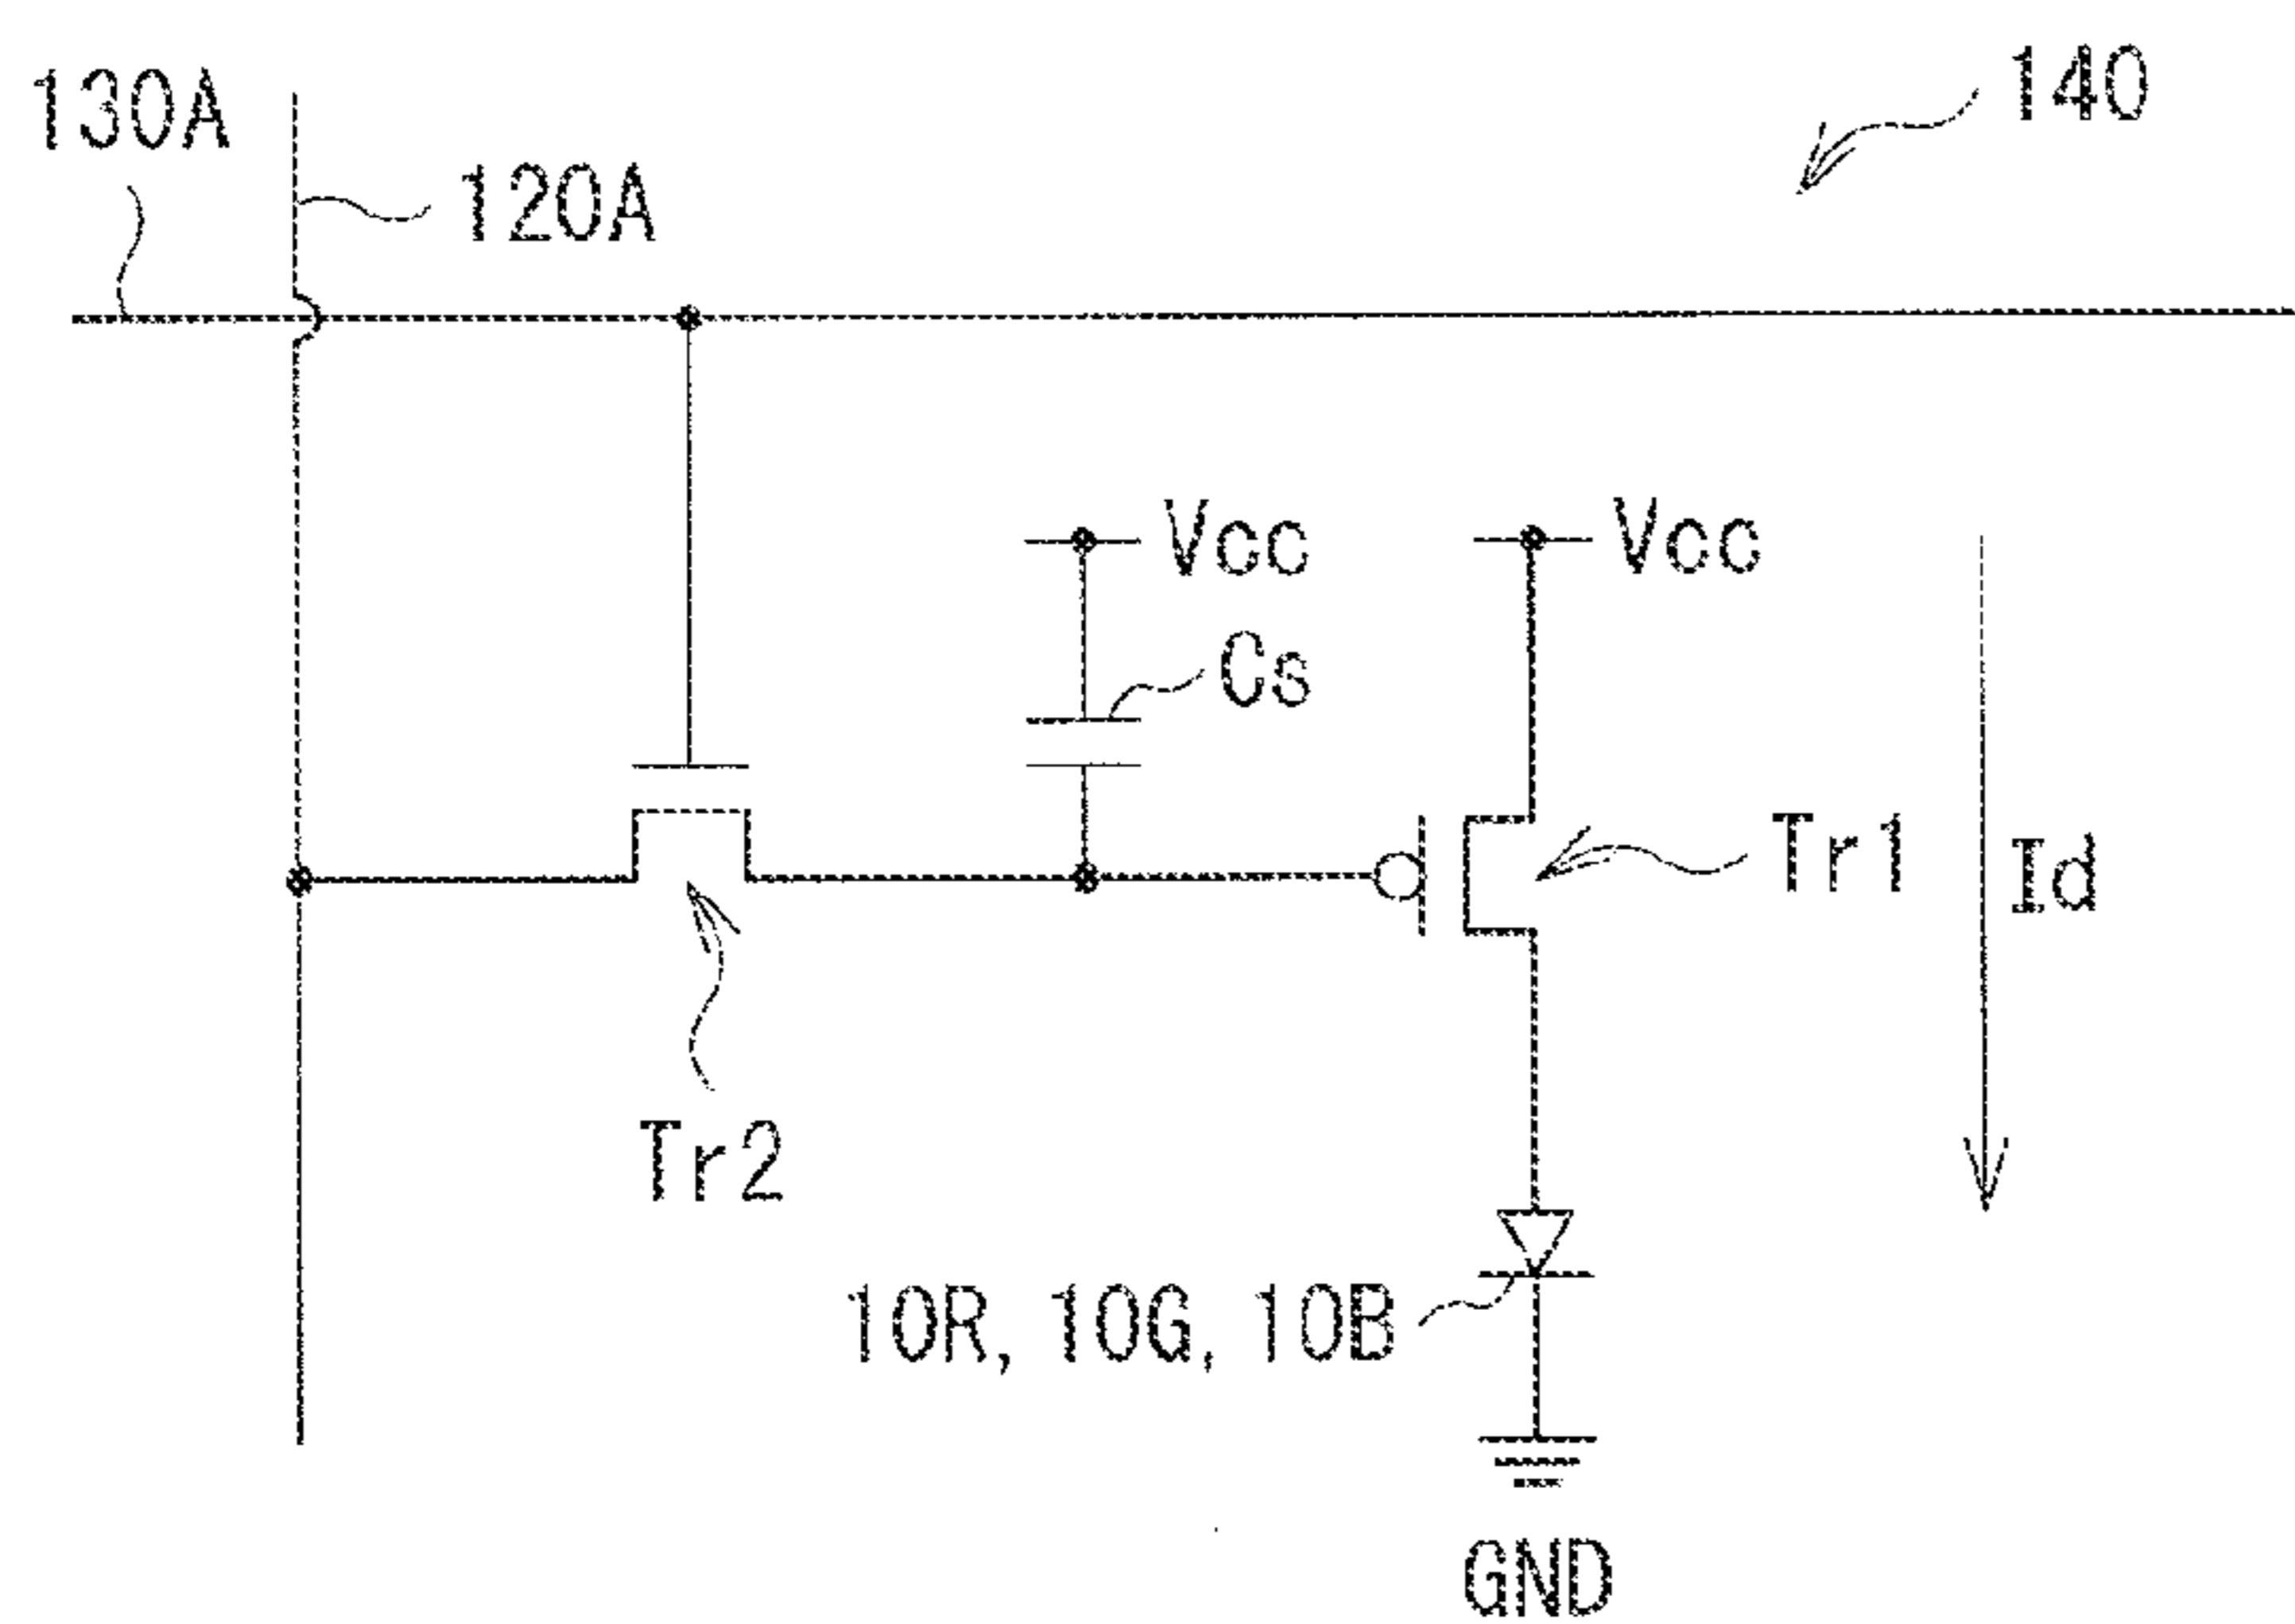 140
130A
120A
Vcc
Vcc
Cs
Tr1
Id
Tr2
10R, 10G, 10B
GND